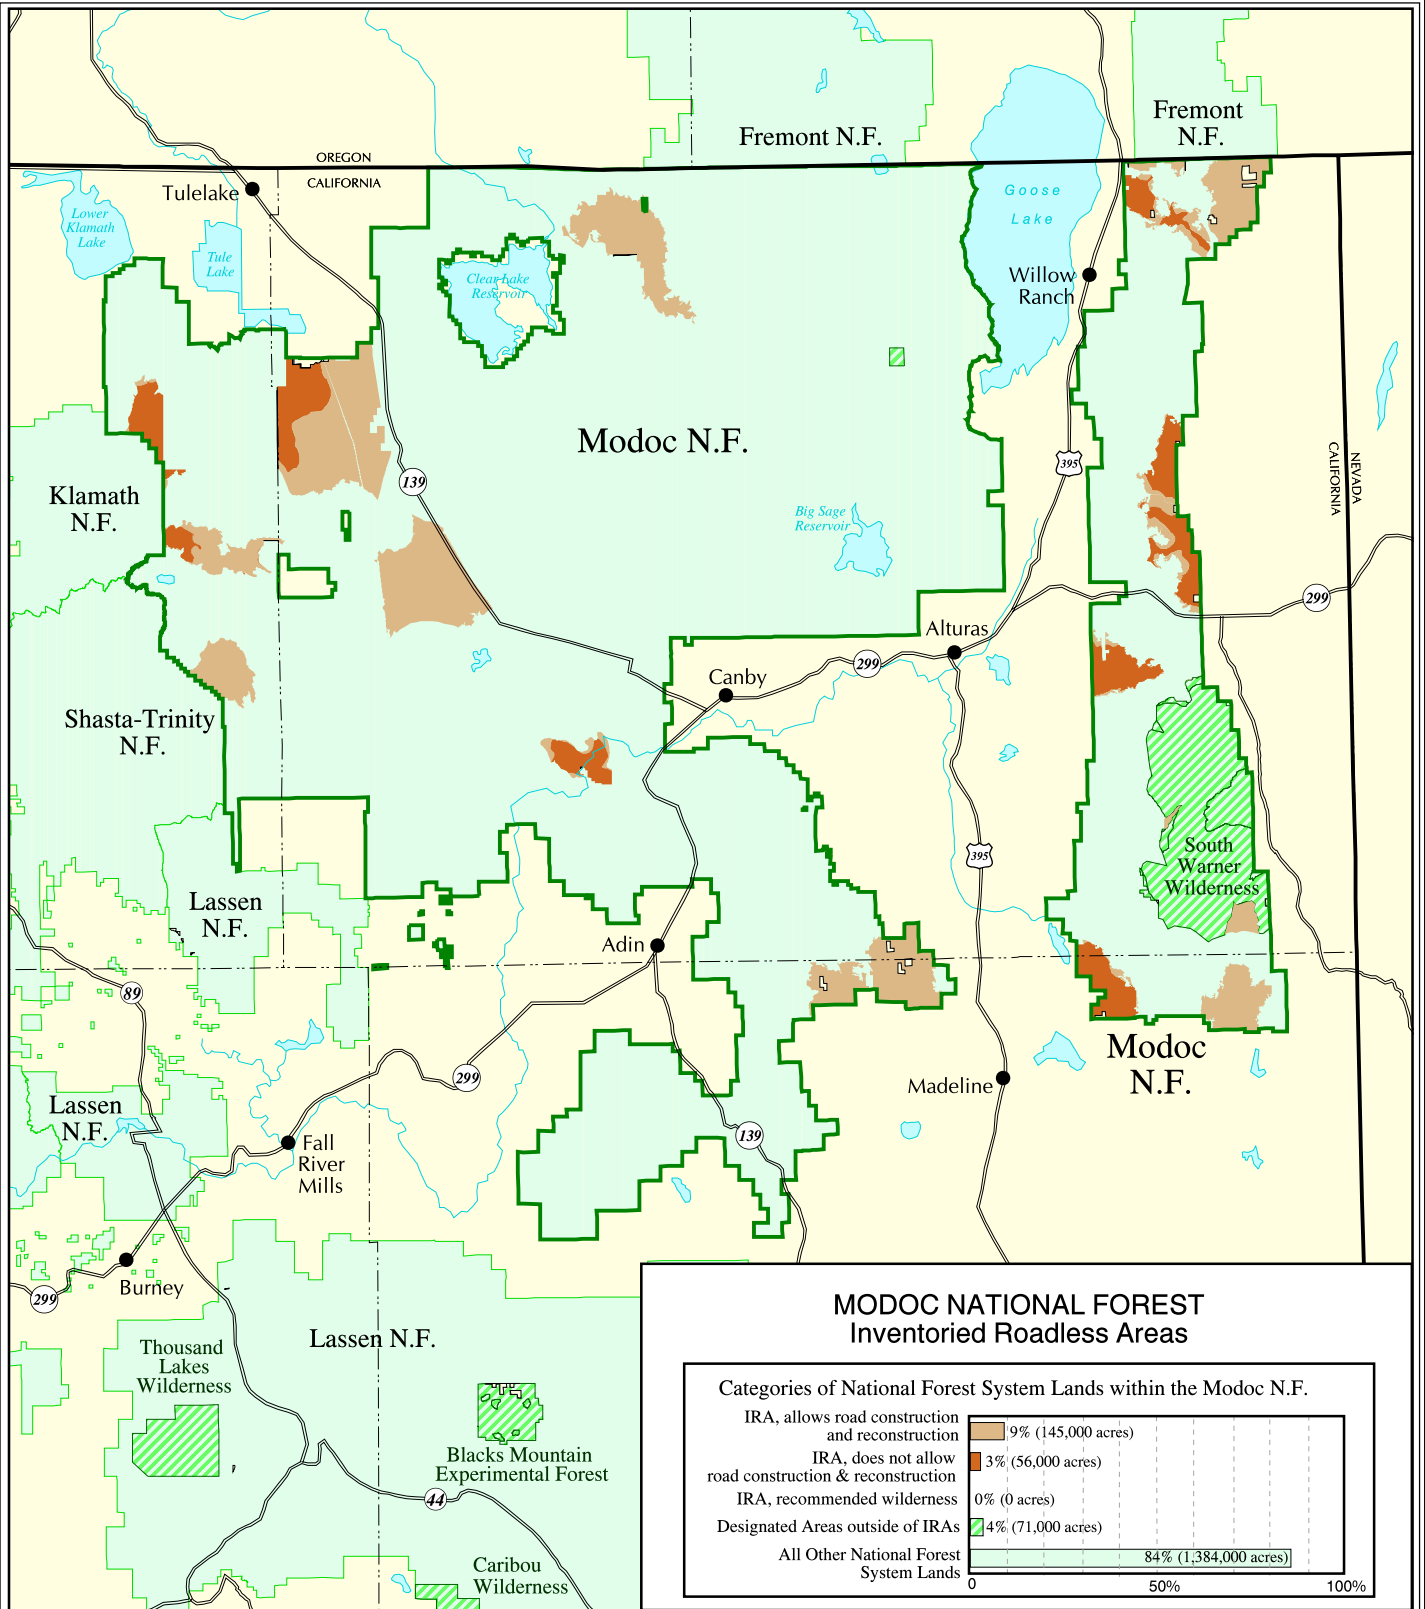 Fremont
N.F.
Fremont N.F.
OREGON
CALIFORNIA
Tulelake
Lower
Klamath
Lake
Tule
Lake
Clear Lake
Reservoir
Goose
Lake
Willow
Ranch
Modoc N.F.
139
395
NEVADA
CALIFORNIA
Klamath
N.F.
Big Sage
Reservoir
299
Alturas
299
Canby
Shasta-Trinity
N.F.
395
South
Warner
Wilderness
Lassen
N.F.
Adin
89
Modoc
N.F.
299
Madeline
Lassen
N.F.
139
Fall
River
Mills
Burney
299
Lassen N.F.
Thousand
Lakes
Wilderness
Blacks Mountain
Experimental Forest
44
Caribou
Wilderness
MODOC NATIONAL FOREST
Inventoried Roadless Areas
Categories of National Forest System Lands within the Modoc N.F.
IRA, allows road construction
and reconstruction
9% (145,000 acres)
IRA, does not allow
road construction & reconstruction
3% (56,000 acres)
IRA, recommended wilderness
0% (0 acres)
Designated Areas outside of IRAs
4% (71,000 acres)
All Other National Forest
System Lands
84% (1,384,000 acres)
0
50%
100%